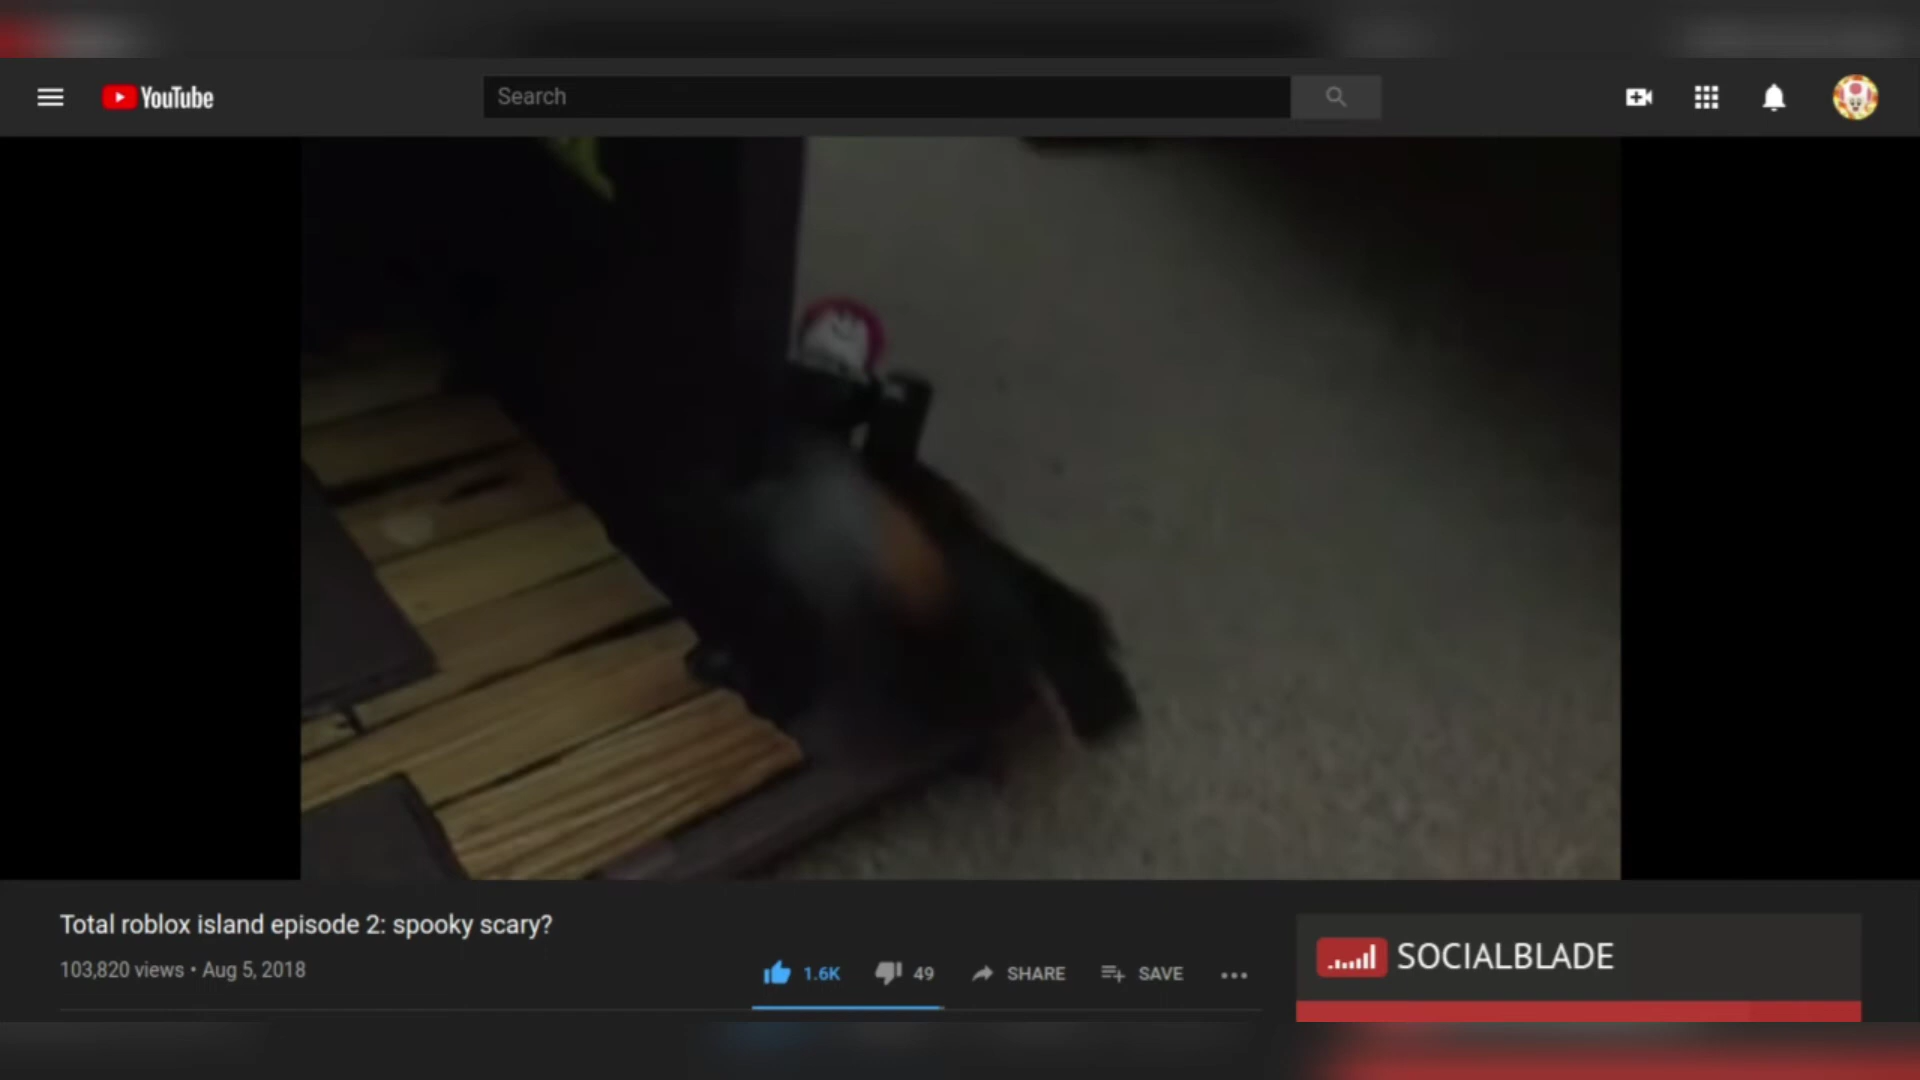 YouTube
Search
Total roblox island episode 2: spooky scary?
103,820 views • Aug 5, 2018
1.6K
49
SHARE
SAVE
SOCIALBLADE